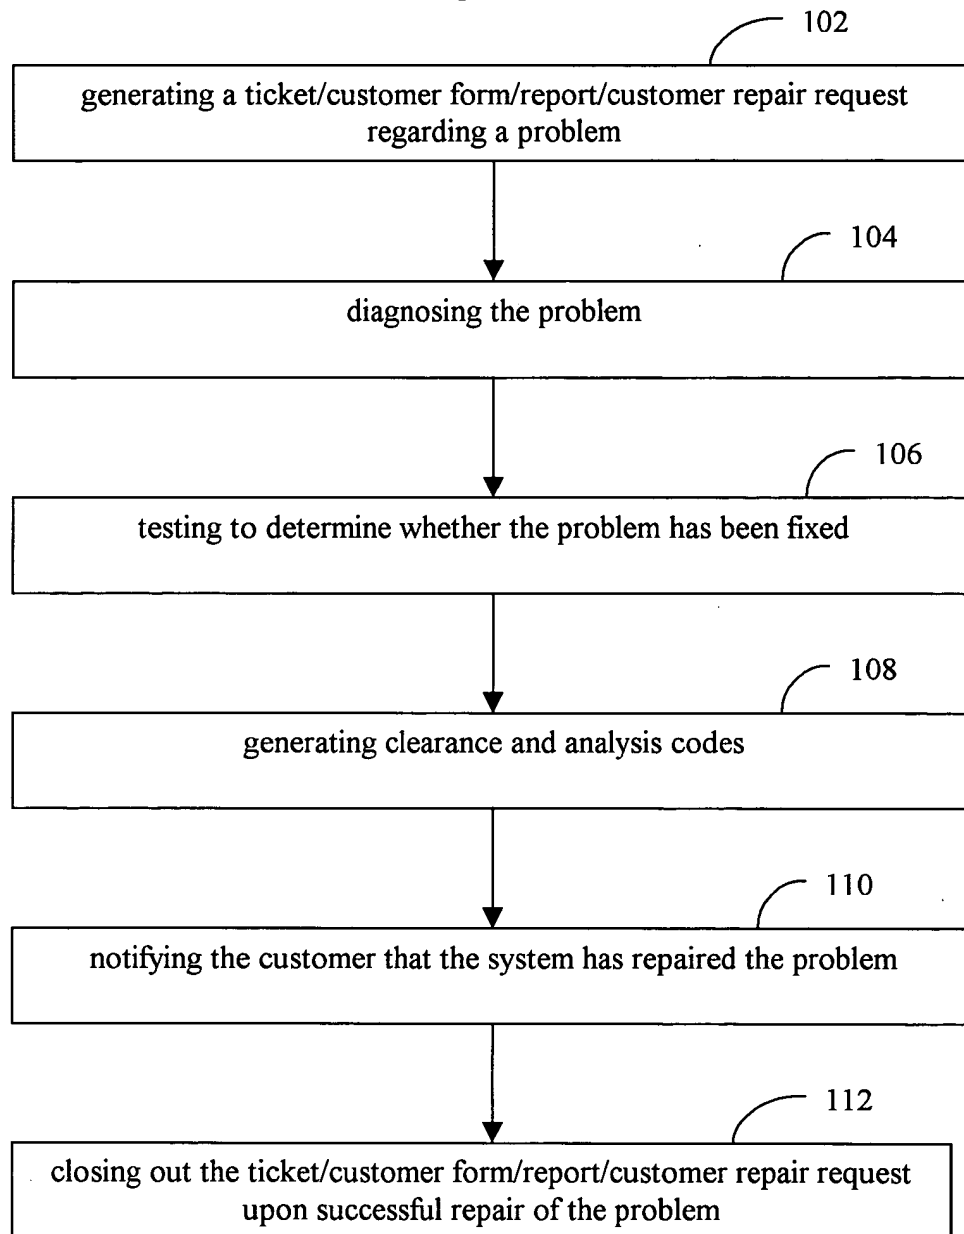 102
generating a ticket/customer form/report/customer repair request
regarding a problem
104
diagnosing the problem
106
testing to determine whether the problem has been fixed
108
generating clearance and analysis codes
110
notifying the customer that the system has repaired the problem
112
closing out the ticket/customer form/report/customer repair request
upon successful repair of the problem